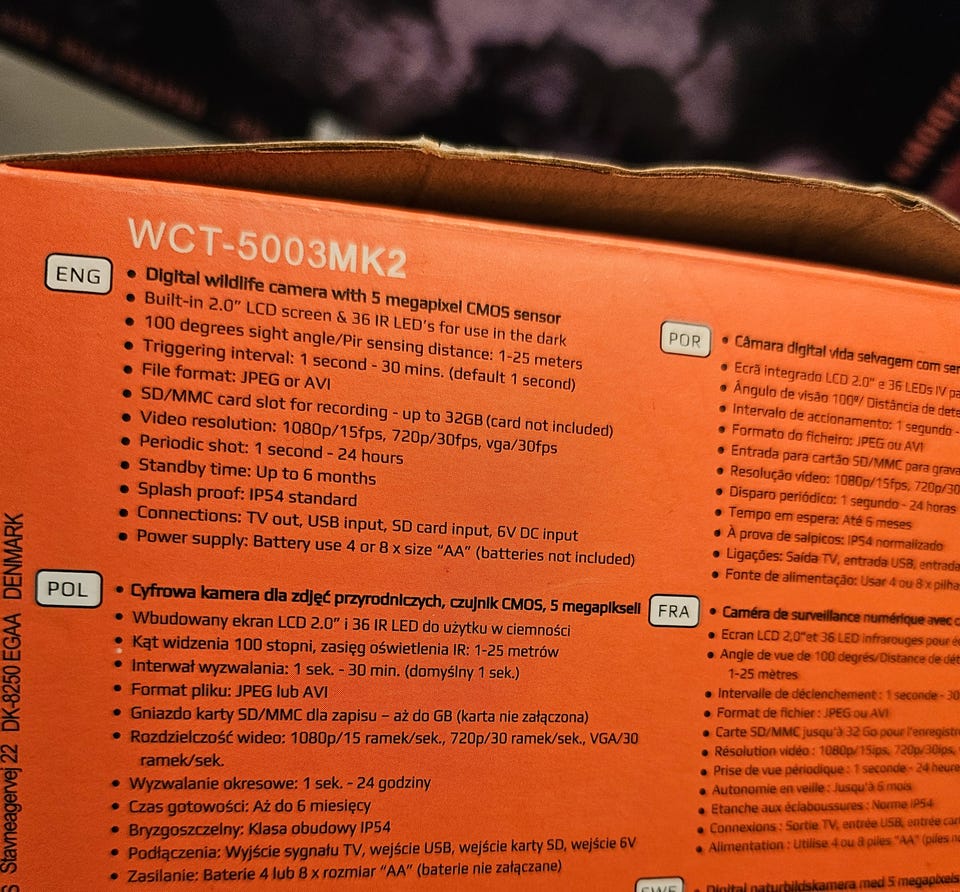 WCT-5003MK2
ENG
• Digital wildlife camera with 5 megapixel CMOS sensor
• Built-in 2.0" LCD screen & 36 IR LED's for use in the dark
• 100 degrees sight angle/Pir sensing distance: 1-25 meters
• Triggering interval: 1 second - 30 mins. (default 1 second)
• File format: JPEG or AVI
• SD/MMC card slot for recording - up to 32GB (card not included)
• Video resolution: 1080p/15fps, 720p/30fps, vga/30fps
• Periodic shot: 1 second - 24 hours
• Standby time: Up to 6 months
• Splash proof: IP54 standard
• Connections: TV out, USB input, SD card input, 6V DC input
• Power supply: Battery use 4 or 8 x size "AA" (batteries not included)
POL
• Cyfrowa kamera dla zdjęć przyrodniczych, czujnik CMOS, 5 megapikseli
• Wbudowany ekran LCD 2.0" i 36 IR LED do użytku w ciemności
• Kąt widzenia 100 stopni, zasięg oświetlenia IR: 1-25 metrów
• Interwał wyzwalania: 1 sek. - 30 min. (domyślny 1 sek.)
• Format pliku: JPEG lub AVI
• Gniazdo karty SD/MMC dla zapisu – aż do GB (karta nie załączona)
• Rozdzielczość wideo: 1080p/15 ramek/sek., 720p/30 ramek/sek., VGA/30
ramek/sek.
• Wyzwalanie okresowe: 1 sek. - 24 godziny
• Czas gotowości: Aż do 6 miesięcy
• Bryzgoszczelny: Klasa obudowy IP54
• Podłączenia: Wyjście sygnału TV, wejście USB, wejście karty SD, wejście 6V
• Zasilanie: Baterie 4 lub 8 x rozmiar "AA" (baterie nie załączane)
POR
• Câmara digital vida selvagem com
• Ecrã integrado LCD 2.0" e 36 LEDs IV
• Ângulo de visão 100º/ Distância de
• Intervalo de accionamento: 1 segundo -
• Formato do ficheiro: JPEG ou AVI
• Entrada para cartão SD/MMC para
• Resolução vídeo: 1080p/15fps, 720p/30
• Disparo periódico: 1 segundo - 24 horas
• Tempo em espera: Até 6 meses
• À prova de salpicos: IP54 normalizado
• Ligações: Saída TV, entrada USB, entrada
• Fonte de alimentação: Usar 4 ou 8 x
FRA
• Caméra de surveillance numérique avec
• Ecran LCD 2,0"et 36 LED infrarouges pour
• Angle de vue de 100 degrés/Distance de
1-25 mètres
• Intervalle de déclenchement : 1 seconde - 30
• Format de fichier : JPEG ou AVI
• Carte SD/MMC jusqu'à 32 Go pour
• Résolution vidéo : 1080p/15ips, 720p/30ips,
• Prise de vue périodique : 1 seconde - 24
• Autonomie en veille : Jusqu'à 6 mois
• Etanche aux éclaboussures : Norme IP54
• Connexions : Sortie TV, entrée USB, entrée
• Alimentation : Utilise 4 ou 8 piles "AA" (piles
SWE
• Digital naturbildskamera med 5
Stavneagervej 22 DK-8250 EGAA DENMARK